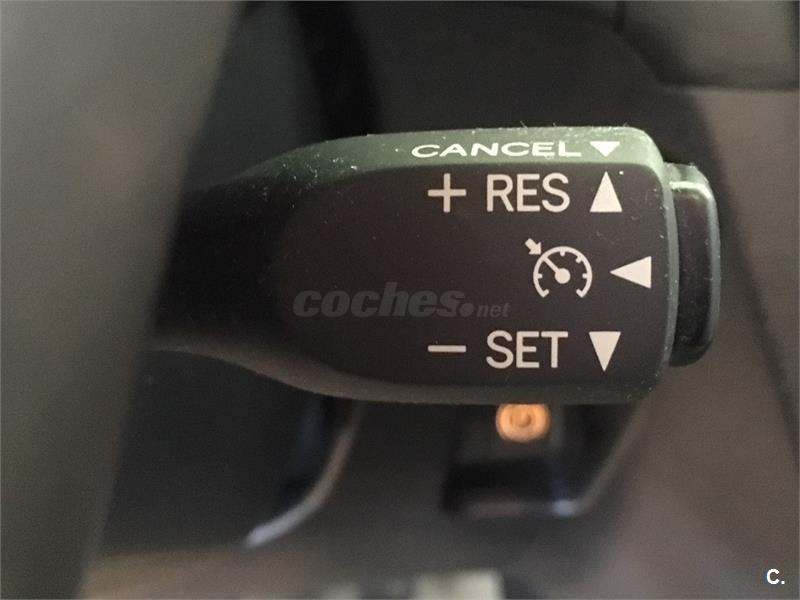 CANCEL
+ RES
coches.net
- SET
C.